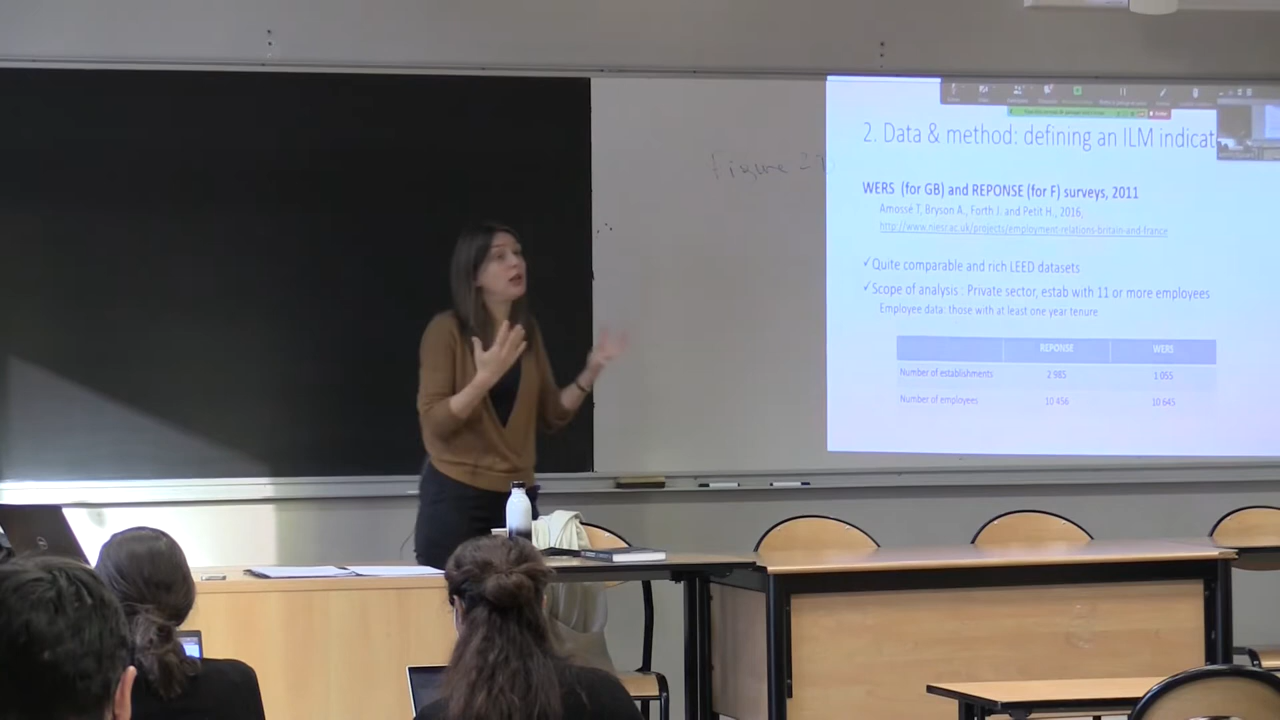 2. Data & method: defining an ILM indicat
WERS (for GB) and REPONSE (for F) surveys, 2011
Amossé T, Bryson A., Forth J. and Petit H., 2016,
http://www.niesr.ac.uk/projects/employment-relations-britain-and-france
✓Quite comparable and rich LEED datasets
✓Scope of analysis : Private sector, estab with 11 or more employees
Employee data: those with at least one year tenure
REPONSE WERS
Number of establishments 2 985 1 055
Number of employees 10 456 10 645
Figure